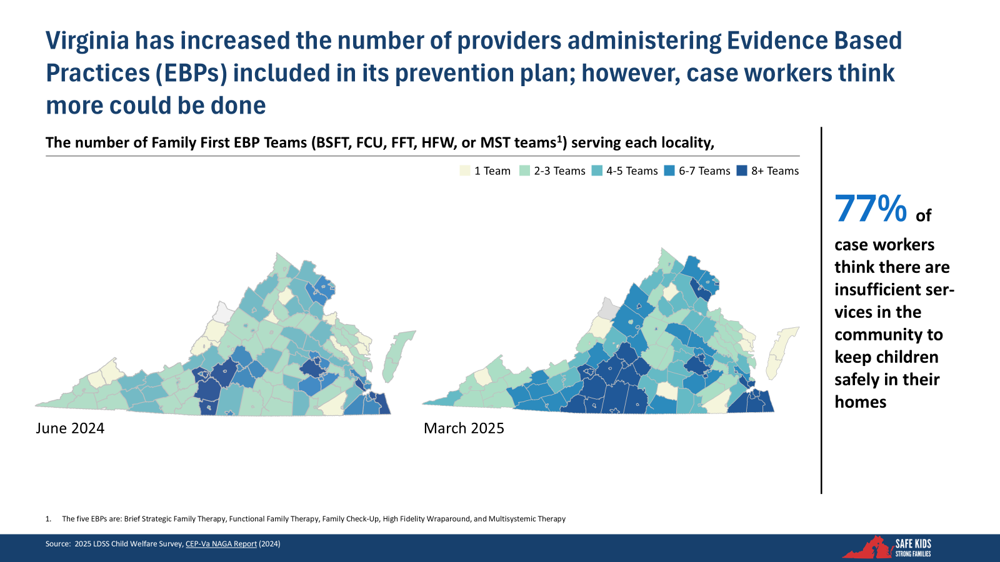 Virginia has increased the number of providers administering Evidence Based
Practices (EBPs) included in its prevention plan; however, case workers think
more could be done
The number of Family First EBP Teams (BSFT, FCU, FFT, HFW, or MST teams¹) serving each locality,
1 Team 2-3 Teams 4-5 Teams 6-7 Teams 8+ Teams
June 2024
March 2025
77% of
case workers
think there are
insufficient ser-
vices in the
community to
keep children
safely in their
homes
1. The five EBPs are: Brief Strategic Family Therapy, Functional Family Therapy, Family Check-Up, High Fidelity Wraparound, and Multisystemic Therapy
Source: 2025 LDSS Child Welfare Survey, CEP-Va NAGA Report (2024)
SAFE KIDS
STRONG FAMILIES